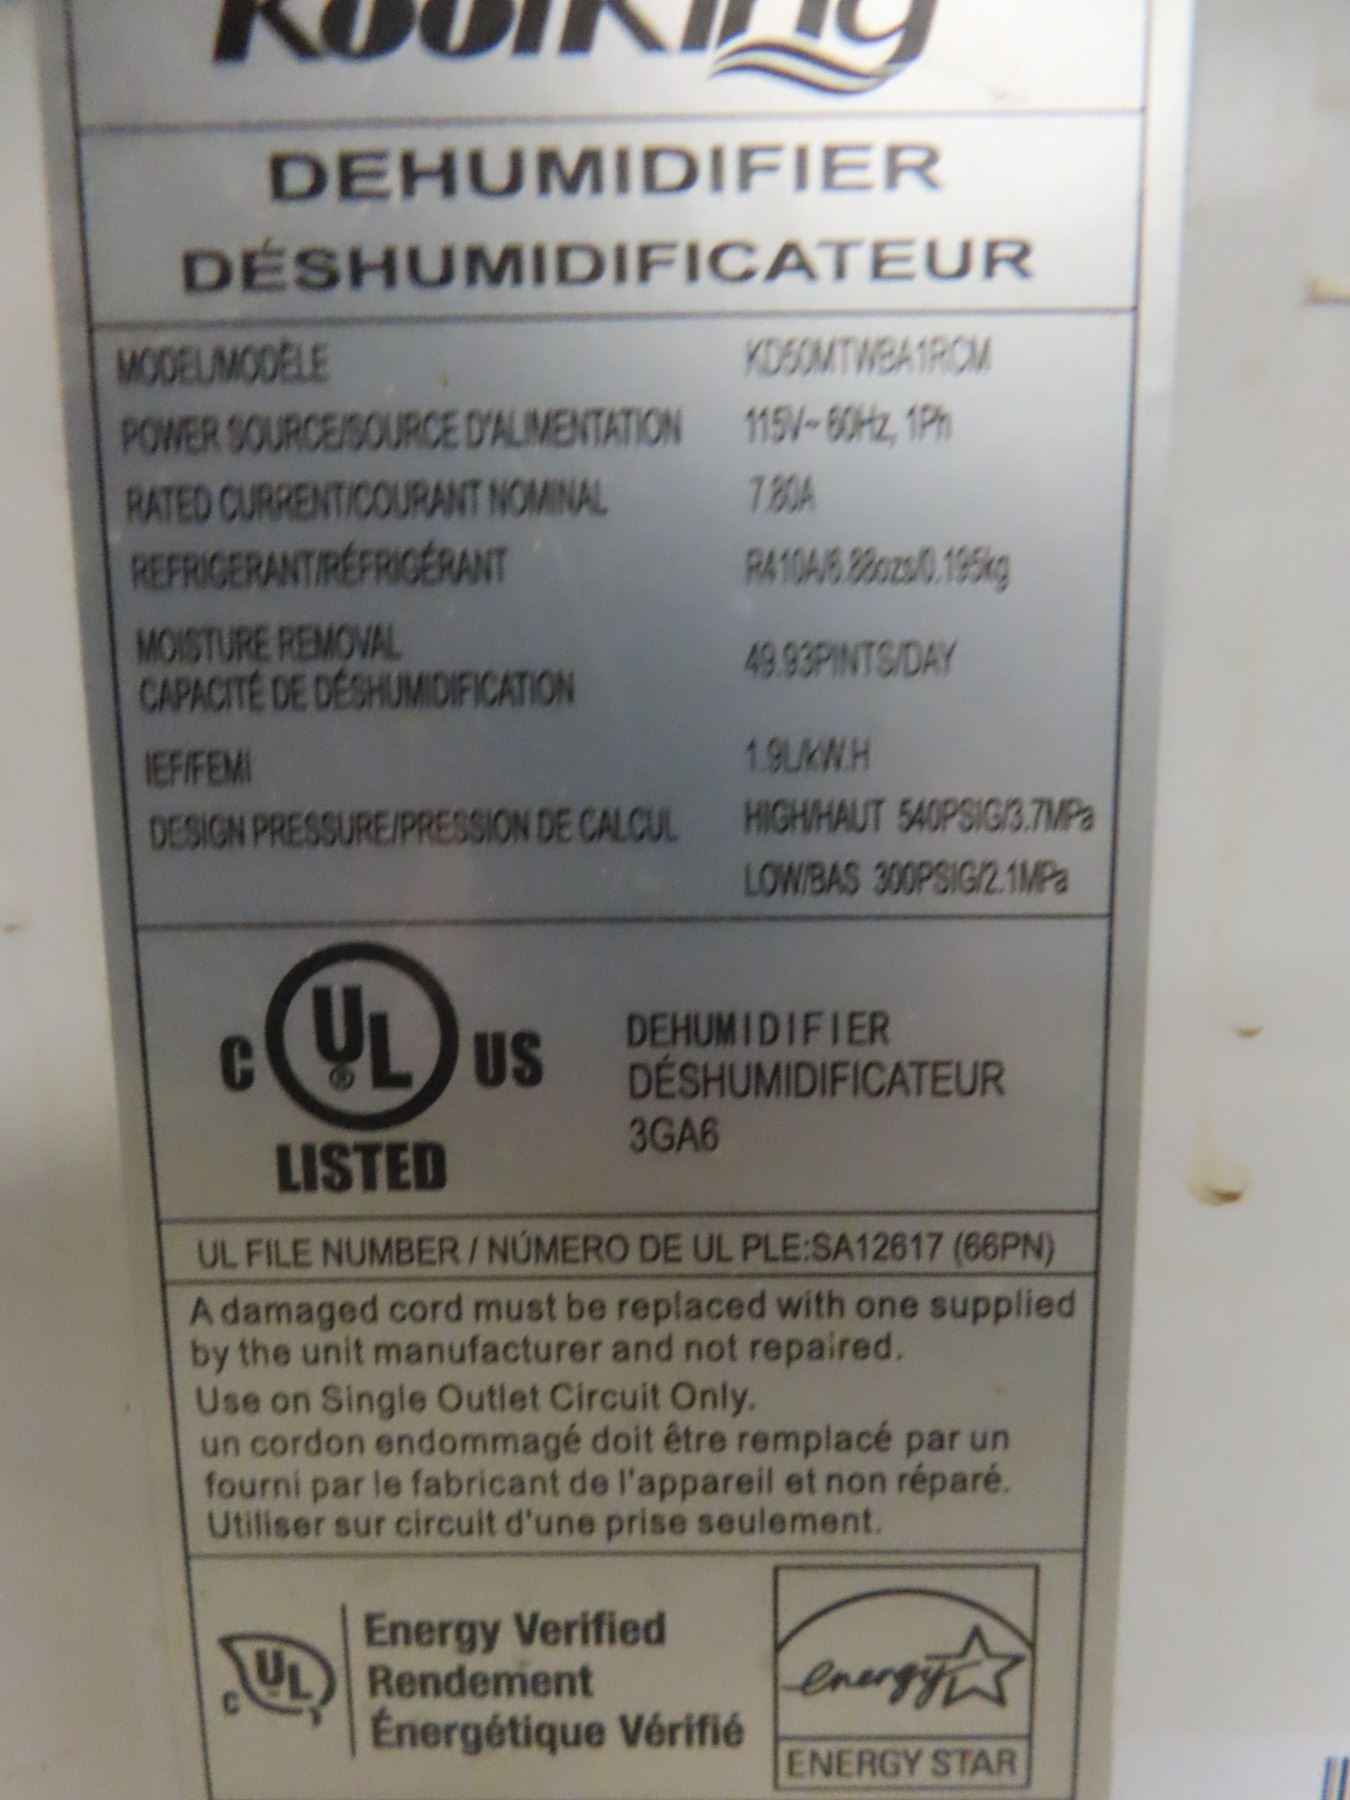 KoolKing
DEHUMIDIFIER
DÉSHUMIDIFICATEUR
MODEL/MODÈLE KD50MTWBA1RCM
POWER SOURCE/SOURCE D'ALIMENTATION 115V~ 60Hz, 1Ph
RATED CURRENT/COURANT NOMINAL 7.80A
REFRIGERANT/RÉFRIGÉRANT R410A/6.88ozs/0.195kg
MOISTURE REMOVAL
CAPACITÉ DE DÉSHUMIDIFICATION 49.93PINTS/DAY
IEF/FEMI 1.9L/kW.H
DESIGN PRESSURE/PRESSION DE CALCUL HIGH/HAUT 540PSIG/3.7MPa
LOW/BAS 300PSIG/2.1MPa
C UL® US
LISTED
DEHUMIDIFIER
DÉSHUMIDIFICATEUR
3GA6
UL FILE NUMBER / NÚMERO DE UL PLE:SA12617 (66PN)
A damaged cord must be replaced with one supplied
by the unit manufacturer and not repaired.
Use on Single Outlet Circuit Only.
un cordon endommagé doit être remplacé par un
fourni par le fabricant de l'appareil et non réparé.
Utiliser sur circuit d'une prise seulement.
C UL
Energy Verified
Rendement
Énergétique Vérifié
energy
ENERGY STAR